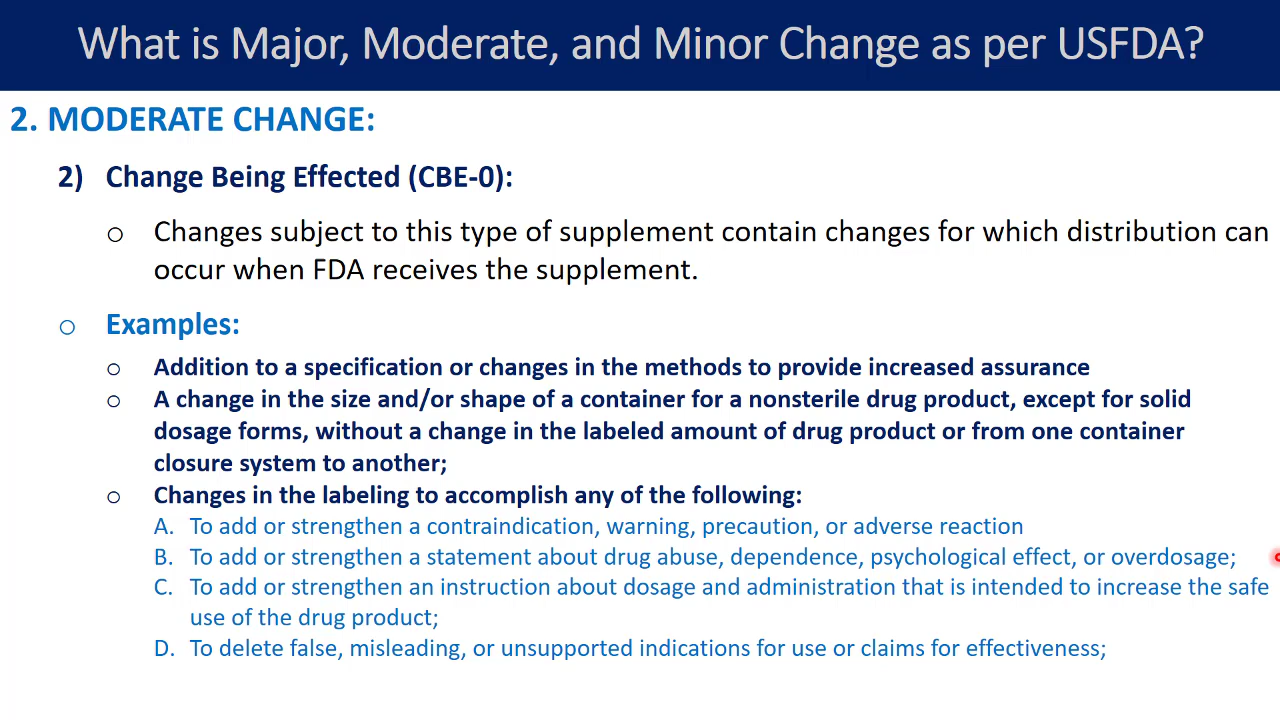 What is Major, Moderate, and Minor Change as per USFDA?
2. MODERATE CHANGE:
2) Change Being Effected (CBE-0):
o Changes subject to this type of supplement contain changes for which distribution can
occur when FDA receives the supplement.
o Examples:
o Addition to a specification or changes in the methods to provide increased assurance
o A change in the size and/or shape of a container for a nonsterile drug product, except for solid
dosage forms, without a change in the labeled amount of drug product or from one container
closure system to another;
o Changes in the labeling to accomplish any of the following:
A. To add or strengthen a contraindication, warning, precaution, or adverse reaction
B. To add or strengthen a statement about drug abuse, dependence, psychological effect, or overdosage;
C. To add or strengthen an instruction about dosage and administration that is intended to increase the safe
use of the drug product;
D. To delete false, misleading, or unsupported indications for use or claims for effectiveness;